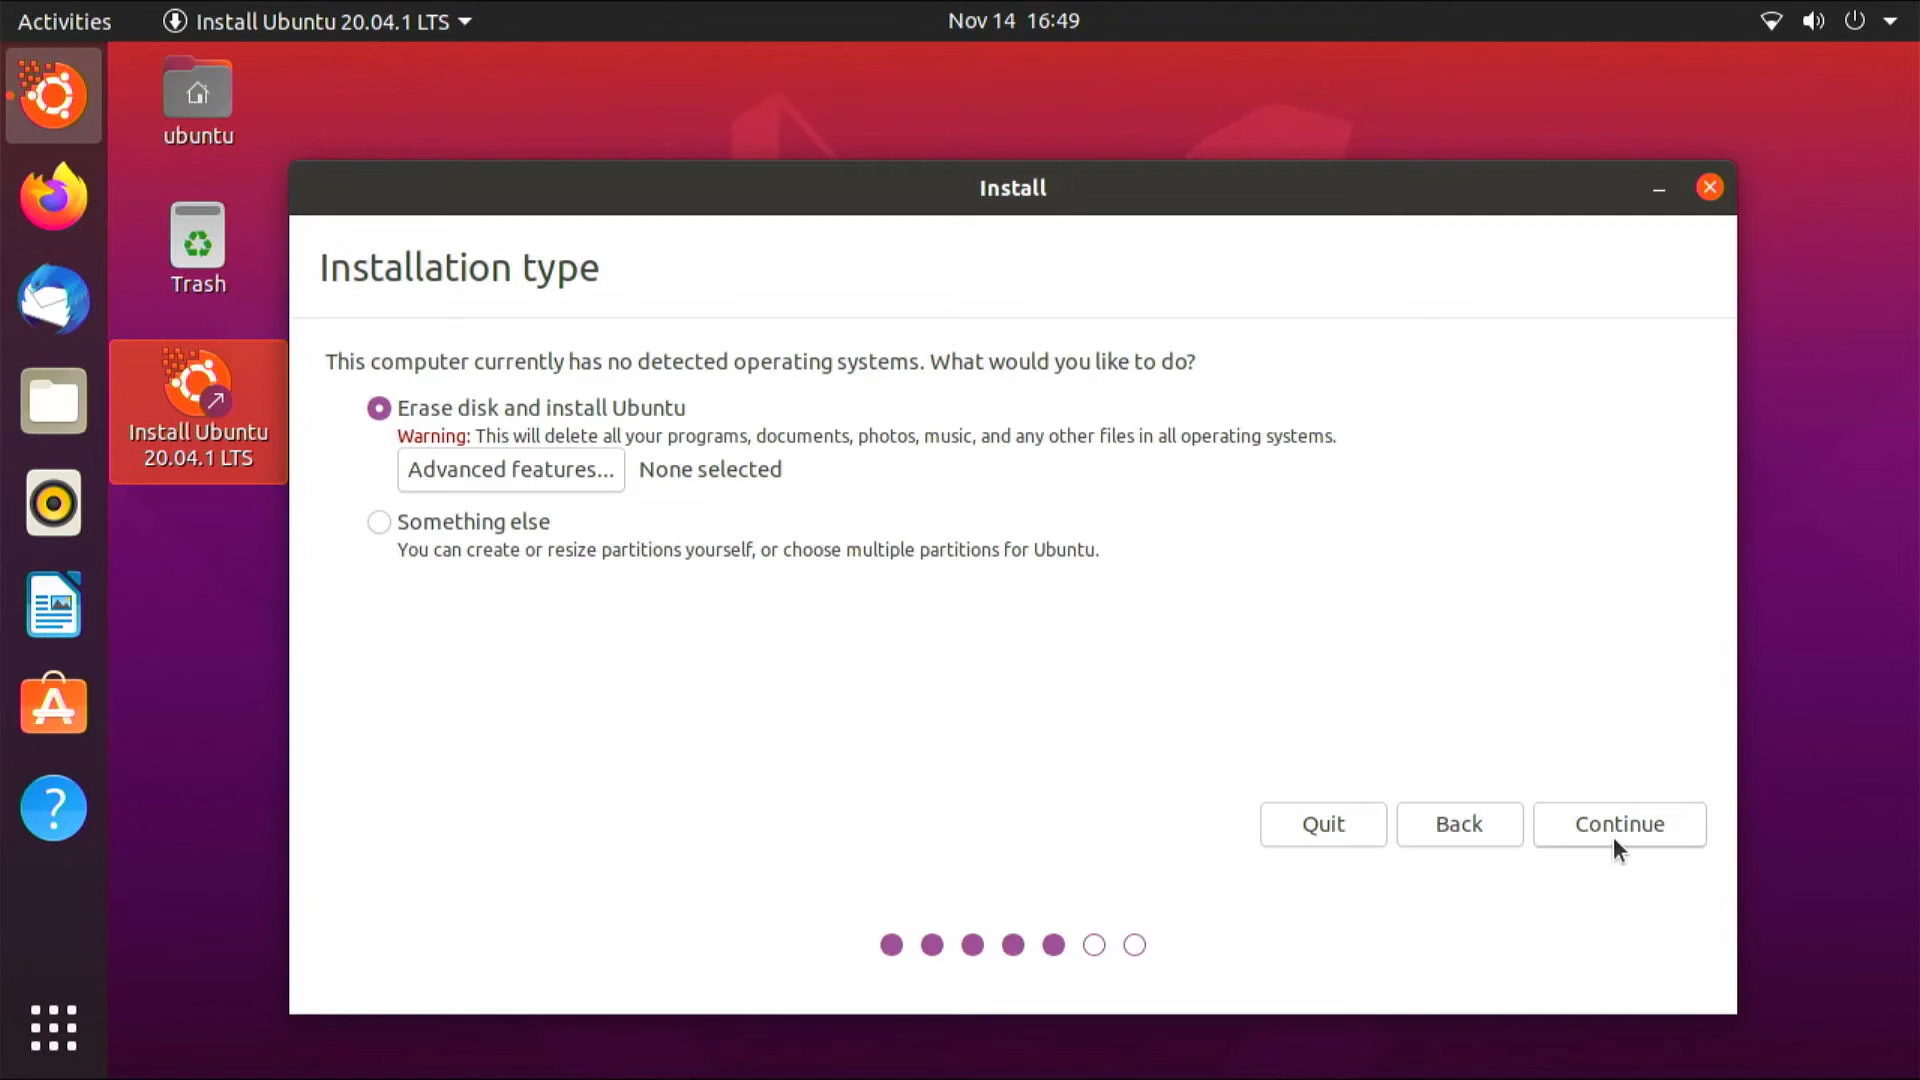 Activities
Install Ubuntu 20.04.1 LTS
Nov 14 16:49
ubuntu
Trash
Install Ubuntu
20.04.1 LTS
Install
Installation type
This computer currently has no detected operating systems. What would you like to do?
Erase disk and install Ubuntu
Warning: This will delete all your programs, documents, photos, music, and any other files in all operating systems.
Advanced features... None selected
Something else
You can create or resize partitions yourself, or choose multiple partitions for Ubuntu.
Quit Back Continue